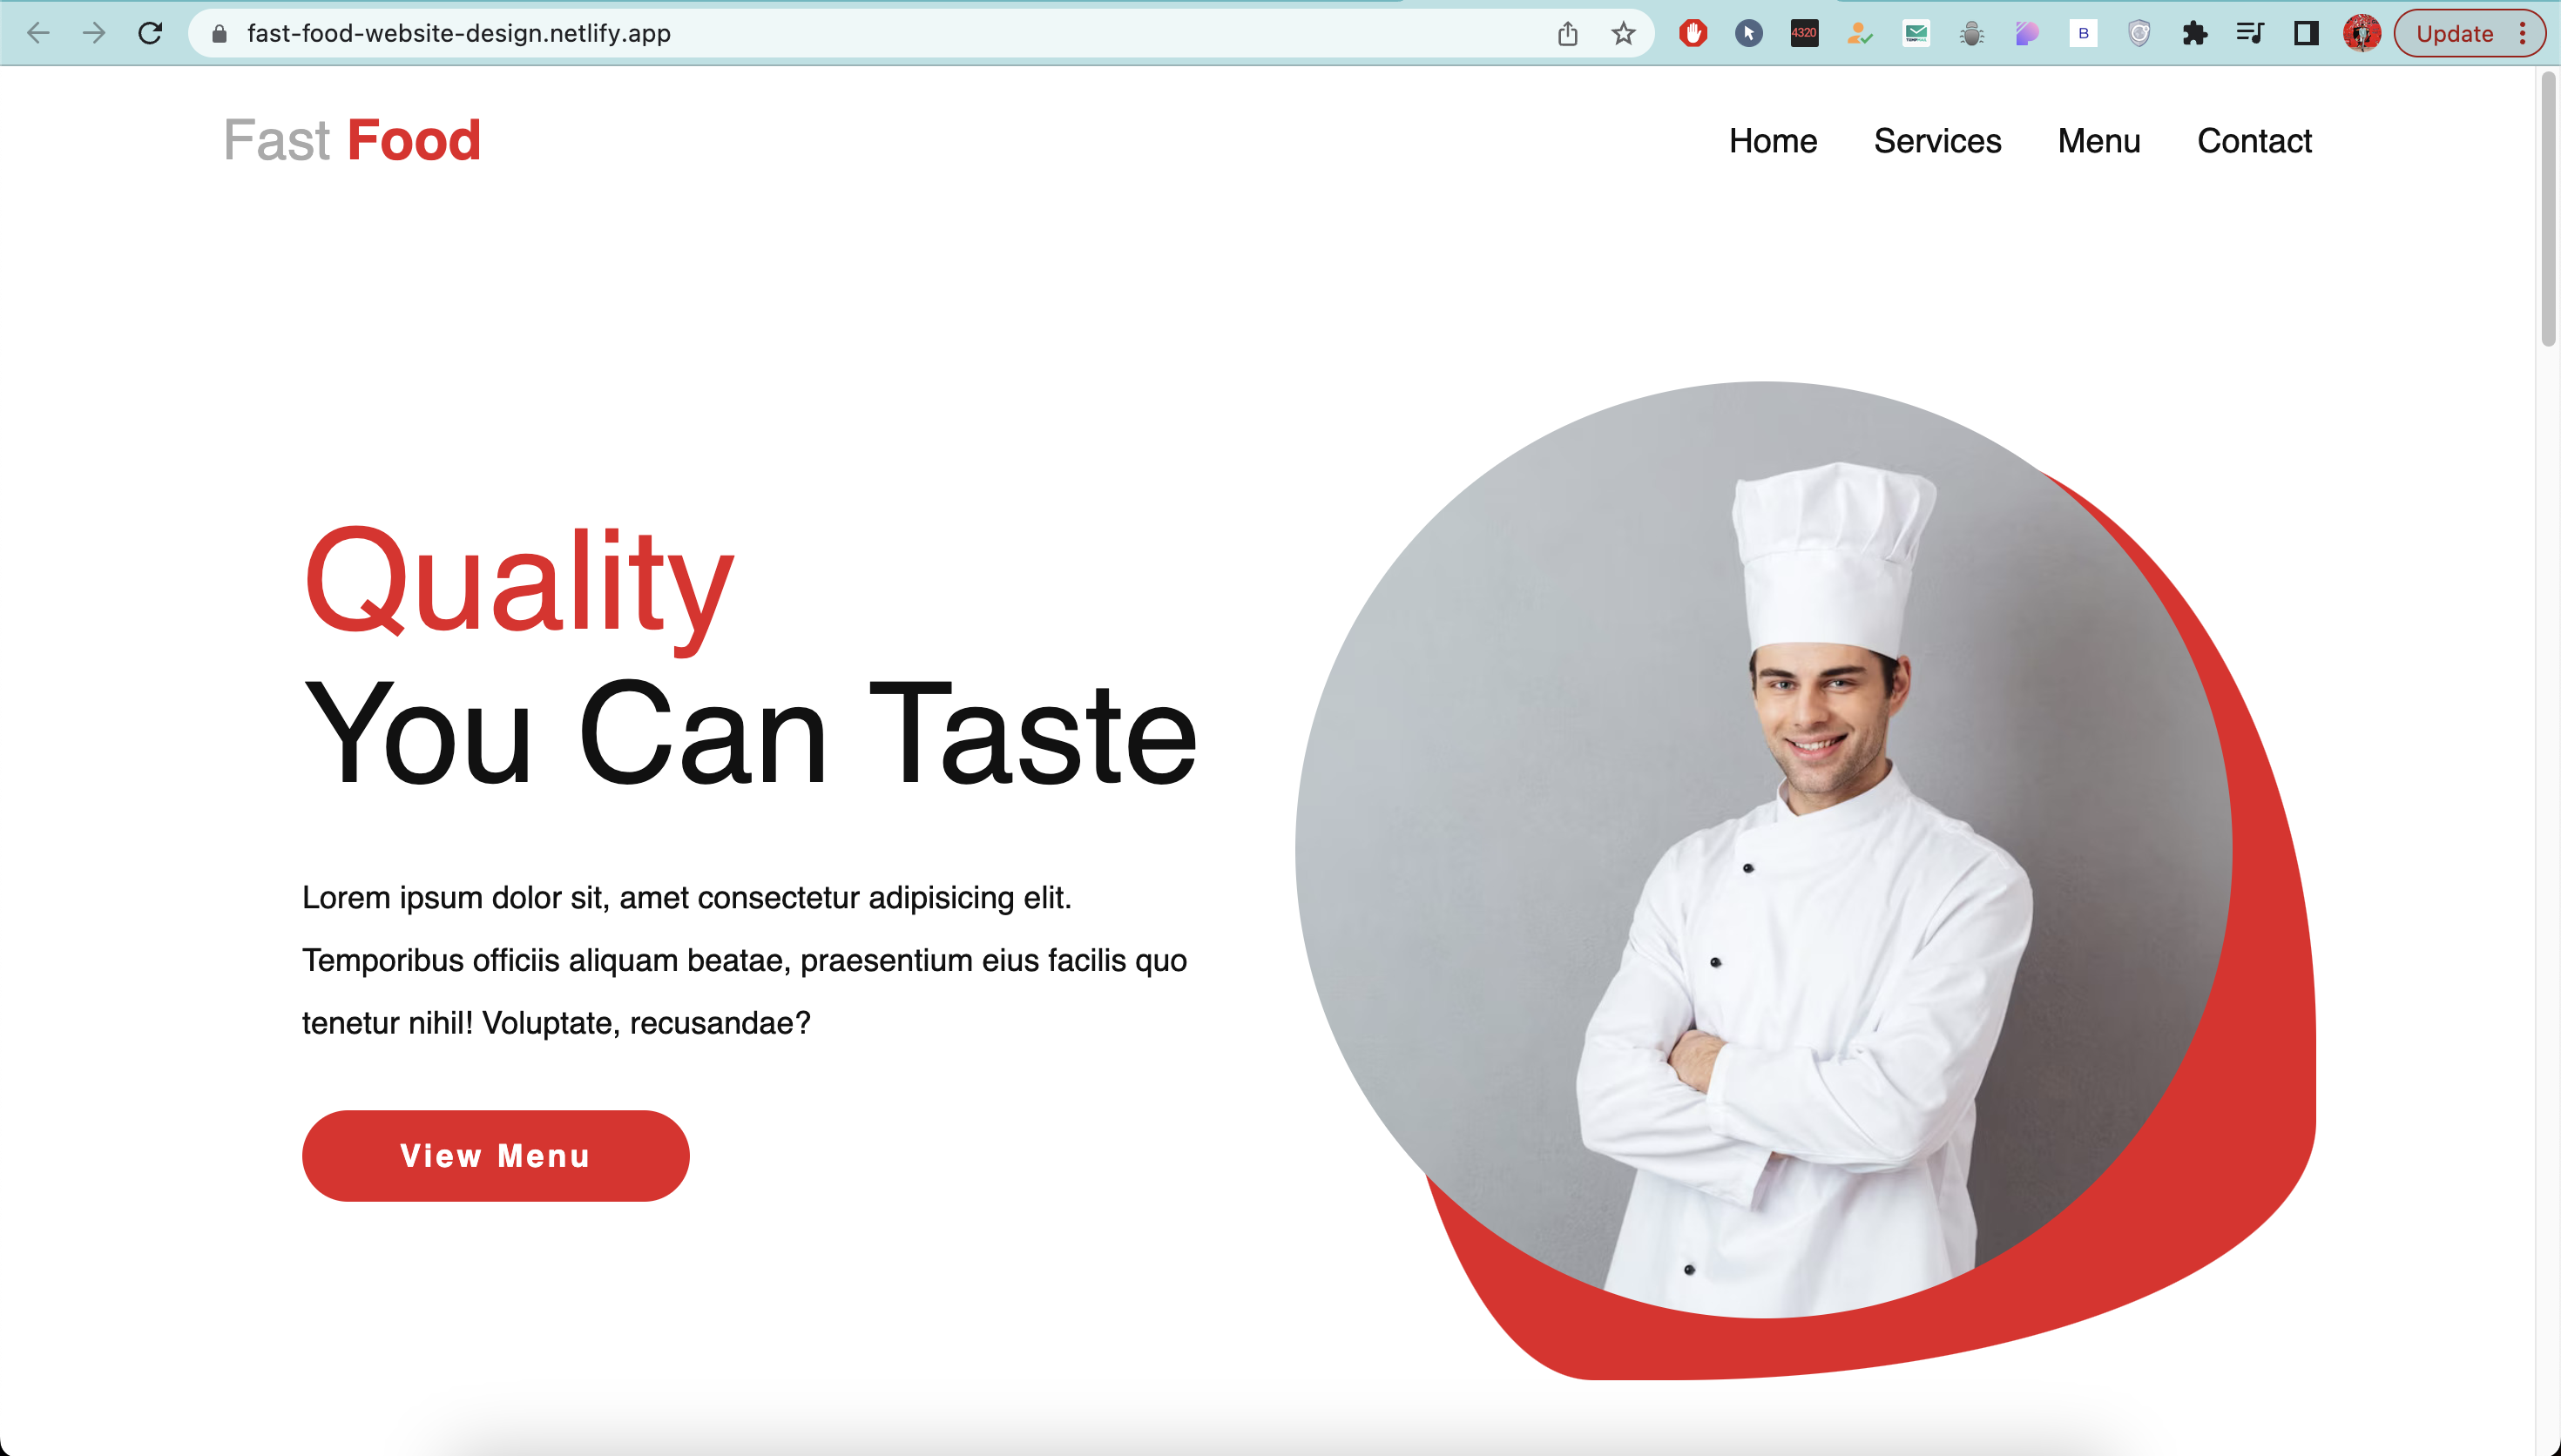 fast-food-website-design.netlify.app
4320
B
Update
Fast Food
Home Services Menu Contact
Quality
You Can Taste
Lorem ipsum dolor sit, amet consectetur adipisicing elit.
Temporibus officiis aliquam beatae, praesentium eius facilis quo
tenetur nihil! Voluptate, recusandae?
View Menu